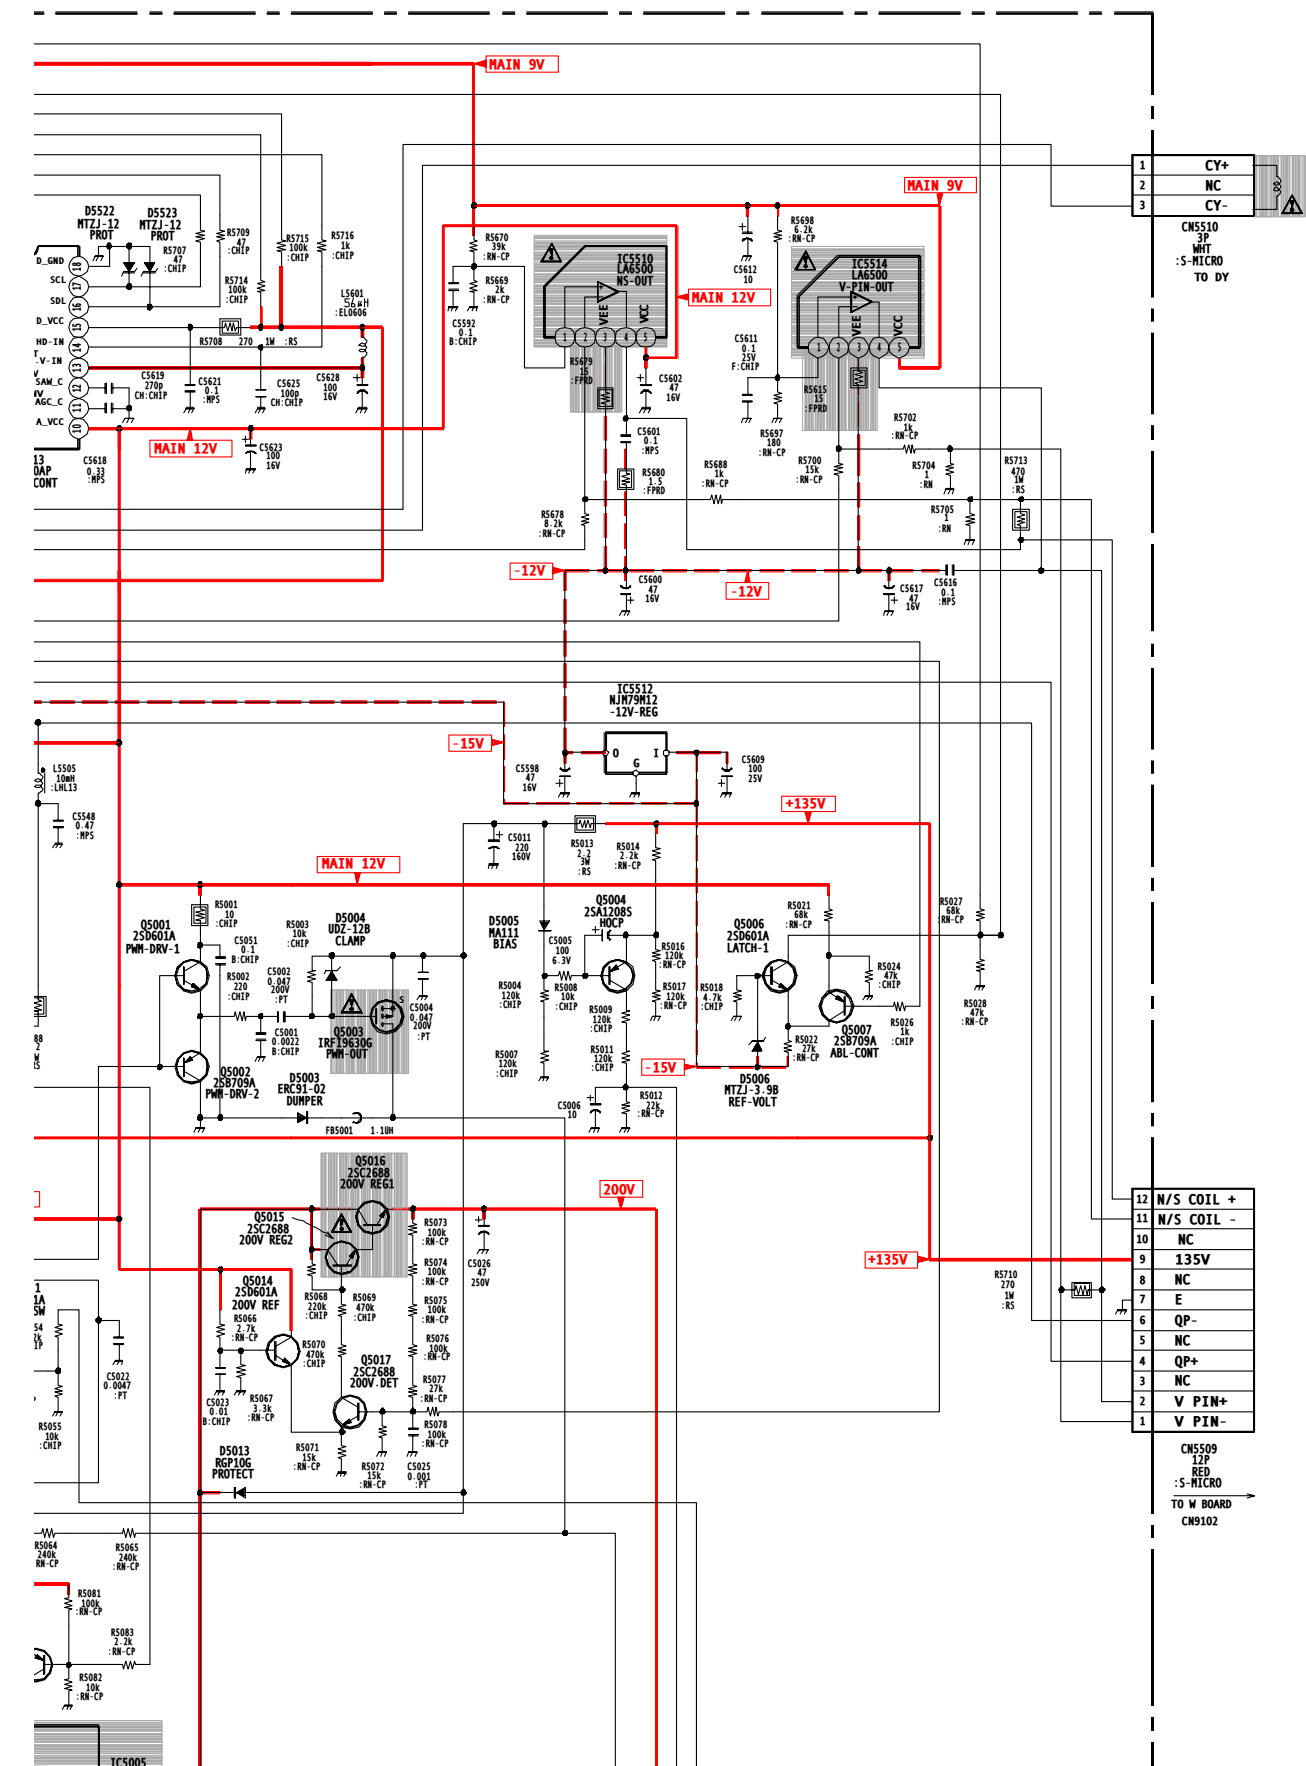 MAIN 9V
1 CY+
2 NC
3 CY-
CN5510
3P
WHT
:S-MICRO
TO DY
MAIN 9V
D5522
MTZJ-12
PROT
D5523
MTZJ-12
PROT
R5707
47
:CHIP
R5709
47
:CHIP
R5715
100k
:CHIP
R5716
1k
:CHIP
R5714
100k
:CHIP
L5601
56μH
:EL0606
R5670
39k
:RN-CP
R5669
2k
:RN-CP
C5592
0.1
B:CHIP
IC5510
LA6500
NS-OUT
VEE
VCC
1 2 3 4 5
MAIN 12V
C5612
10
R5698
6.2k
:RN-CP
IC5514
LA6500
V-PIN-OUT
VEE
VCC
1 2 3 4 5
D_GND 18
SCL 17
SDL 16
D_VCC 15
HD-IN 14
V-IN 13
SAW_C 12
AGC_C 11
A_VCC 10
R5708 270 1W :RS
C5619
270p
CH:CHIP
C5621
0.1
:MPS
C5625
100p
CH:CHIP
C5628
100
16V
R5679
15
:FPRD
C5602
47
16V
C5611
0.1
25V
F:CHIP
R5615
15
:FPRD
R5697
180
:RN-CP
MAIN 12V
C5618
0.33
:MPS
C5623
100
16V
C5601
0.1
:MPS
R5680
1.5
:FPRD
R5688
1k
:RN-CP
R5700
15k
:RN-CP
R5702
1k
:RN-CP
R5704
1
:RN
R5713
470
1W
:RS
R5705
1
:RN
R5678
8.2k
:RN-CP
-12V
-12V
C5600
47
16V
C5617
47
16V
C5616
0.1
:MPS
IC5512
NJM79M12
-12V-REG
O I
G
-15V
C5598
47
16V
C5609
100
25V
L5505
10mH
:LHL13
C5548
0.47
:MPS
+135V
C5011
220
160V
R5013
2.2
3W
:RS
R5014
2.2k
:RN-CP
MAIN 12V
Q5001
2SD601A
PWM-DRV-1
R5001
10
:CHIP
C5051
0.1
B:CHIP
R5002
220
:CHIP
R5003
10k
:CHIP
D5004
UDZ-12B
CLAMP
C5002
0.047
200V
:PT
C5001
0.0022
B:CHIP
Q5003
IRFI9630G
PWM-OUT
S
C5004
0.047
200V
:PT
D5005
MA111
BIAS
Q5004
2SA1208S
HOCP
C5005
100
6.3V
R5004
120k
:CHIP
R5008
10k
:CHIP
R5009
120k
:CHIP
R5007
120k
:CHIP
R5011
120k
:CHIP
R5016
120k
:RN-CP
R5017
120k
:RN-CP
R5018
4.7k
:CHIP
Q5006
2SD601A
LATCH-1
R5021
68k
:RN-CP
R5024
47k
:CHIP
R5026
1k
:CHIP
R5027
68k
:RN-CP
R5028
47k
:RN-CP
Q5007
2SB709A
ABL-CONT
R5022
27k
:RN-CP
-15V
D5006
MTZJ-3.9B
REF-VOLT
C5006
10
R5012
22k
:RN-CP
Q5002
2SB709A
PWM-DRV-2
D5003
ERC91-02
DUMPER
FB5001 1.1UH
Q5016
2SC2688
200V REG1
Q5015
2SC2688
200V REG2
200V
R5073
100k
:RN-CP
R5074
100k
:RN-CP
R5075
100k
:RN-CP
R5076
100k
:RN-CP
R5077
27k
:RN-CP
R5078
100k
:RN-CP
C5026
47
250V
Q5014
2SD601A
200V REF
R5066
2.7k
:RN-CP
R5068
220k
:CHIP
R5069
470k
:CHIP
R5070
470k
:CHIP
Q5017
2SC2688
200V.DET
C5023
0.01
B:CHIP
R5067
3.3k
:RN-CP
R5071
15k
:RN-CP
R5072
15k
:RN-CP
C5025
0.001
:PT
C5022
0.0047
:PT
R5055
10k
:CHIP
D5013
RGP10G
PROTECT
+135V
R5710
270
1W
:RS
12 N/S COIL +
11 N/S COIL -
10 NC
9 135V
8 NC
7 E
6 QP-
5 NC
4 QP+
3 NC
2 V PIN+
1 V PIN-
CN5509
12P
RED
:S-MICRO
TO W BOARD
CN9102
R5064
240k
RN-CP
R5065
240k
:RN-CP
R5081
100k
:RN-CP
R5083
2.2k
:RN-CP
R5082
10k
:RN-CP
IC5005